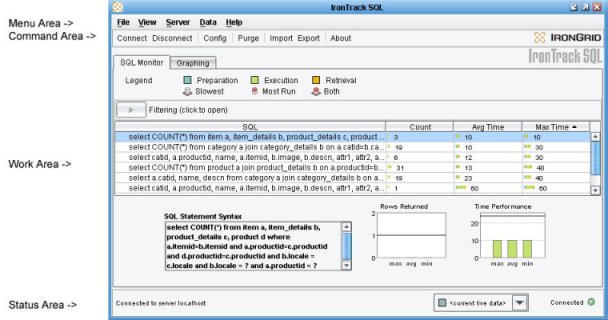 IronTrack SQL
Menu Area -> File View Server Data Help
Command Area -> Connect Disconnect Config Purge Import Export About IRONGRID
IronTrack SQL
SQL Monitor Graphing
Legend Preparation Execution Retrieval
Slowest Most Run Both
Filtering (click to open)
SQL Count Avg Time Max Time
select COUNT(*) from item a, item_details b, product_details c, product... 3 10 10
select COUNT(*) from category a join category_details b on a.catid=b.ca... 19 10 30
select catid, a.productid, name, a.itemid, b.image, b.descn, attr1, attr2, a... 6 12 30
Work Area -> select COUNT(*) from product a join product_details b on a.productid=b... 31 13 40
select a.catid, name, descn from category a join category_details b on a... 19 23 40
select catid, a.productid, name, a.itemid, b.image, b.descn, attr1, attr2, a... 1 60 60
SQL Statement Syntax
select COUNT(*) from item a, item_details b,
product_details c, product d where
a.itemid=b.itemid and a.productid=c.productid
and d.productid=c.productid and b.locale =
c.locale and b.locale = ? and a.productid = ?
Rows Returned
2
1
0
max avg min
Time Performance
20
10
0
max avg min
Status Area -> Connected to server localhost <current live data> Connected